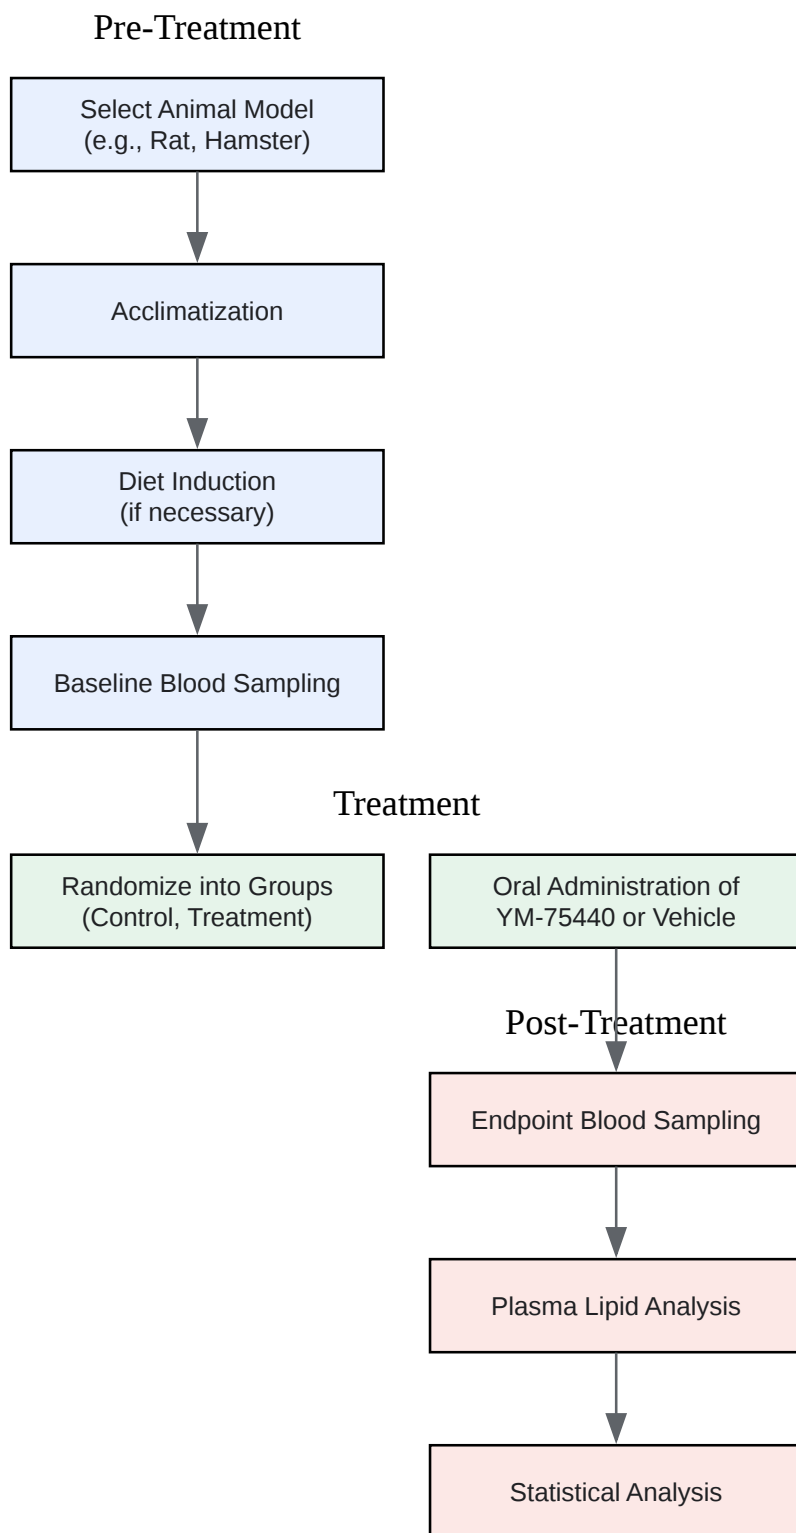 Pre-Treatment
Select Animal Model
(e.g., Rat, Hamster)
Acclimatization
Diet Induction
(if necessary)
Baseline Blood Sampling
Treatment
Randomize into Groups
(Control, Treatment)
Oral Administration of
YM-75440 or Vehicle
Post-Treatment
Endpoint Blood Sampling
Plasma Lipid Analysis
Statistical Analysis